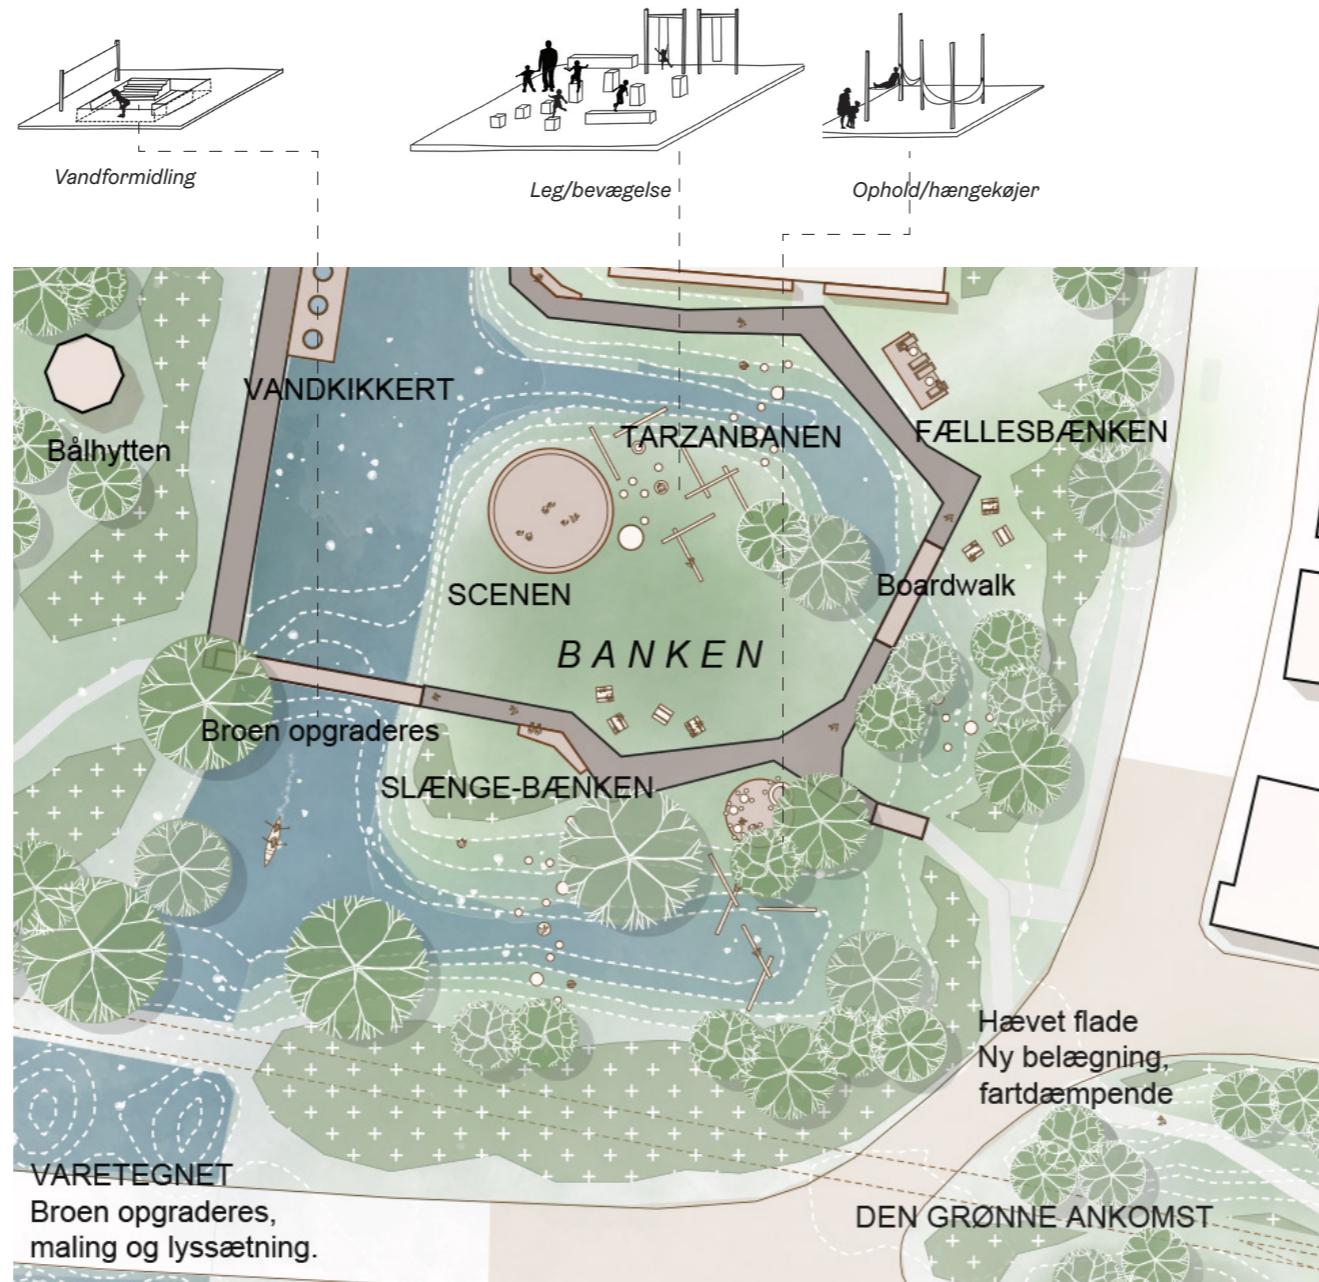 Vandformidling
Leg/bevægelse
Ophold/hængekøjer
VANDKIKKERT
TARZANBANEN
FÆLLESBÆNKEN
Bålhytten
SCENEN
Boardwalk
BANKEN
Broen opgraderes
SLÆNGE-BÆNKEN
Hævet flade
Ny belægning,
fartdæmpende
VARETEGNET
Broen opgraderes,
maling og lyssætning.
DEN GRØNNE ANKOMST